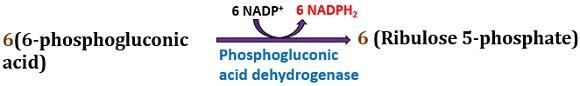 6 NADP⁺ 6 NADPH₂
6(6-phosphogluconic acid)
6 (Ribulose 5-phosphate)
Phosphogluconic
acid dehydrogenase